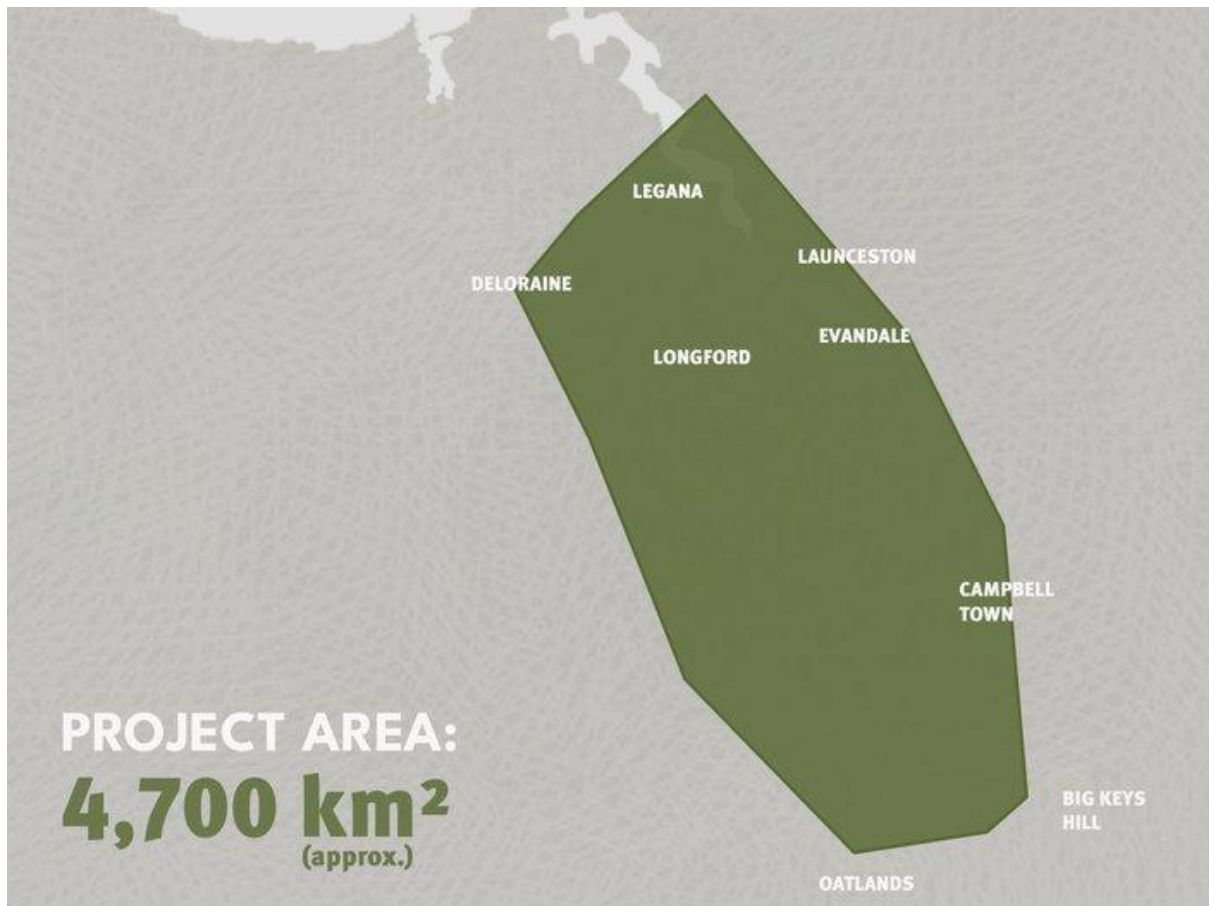 LEGANA
LAUNCESTON
DELORAINE
EVANDALE
LONGFORD
CAMPBELL
TOWN
PROJECT AREA:
4,700 km²
(approx.)
BIG KEYS
HILL
OATLANDS